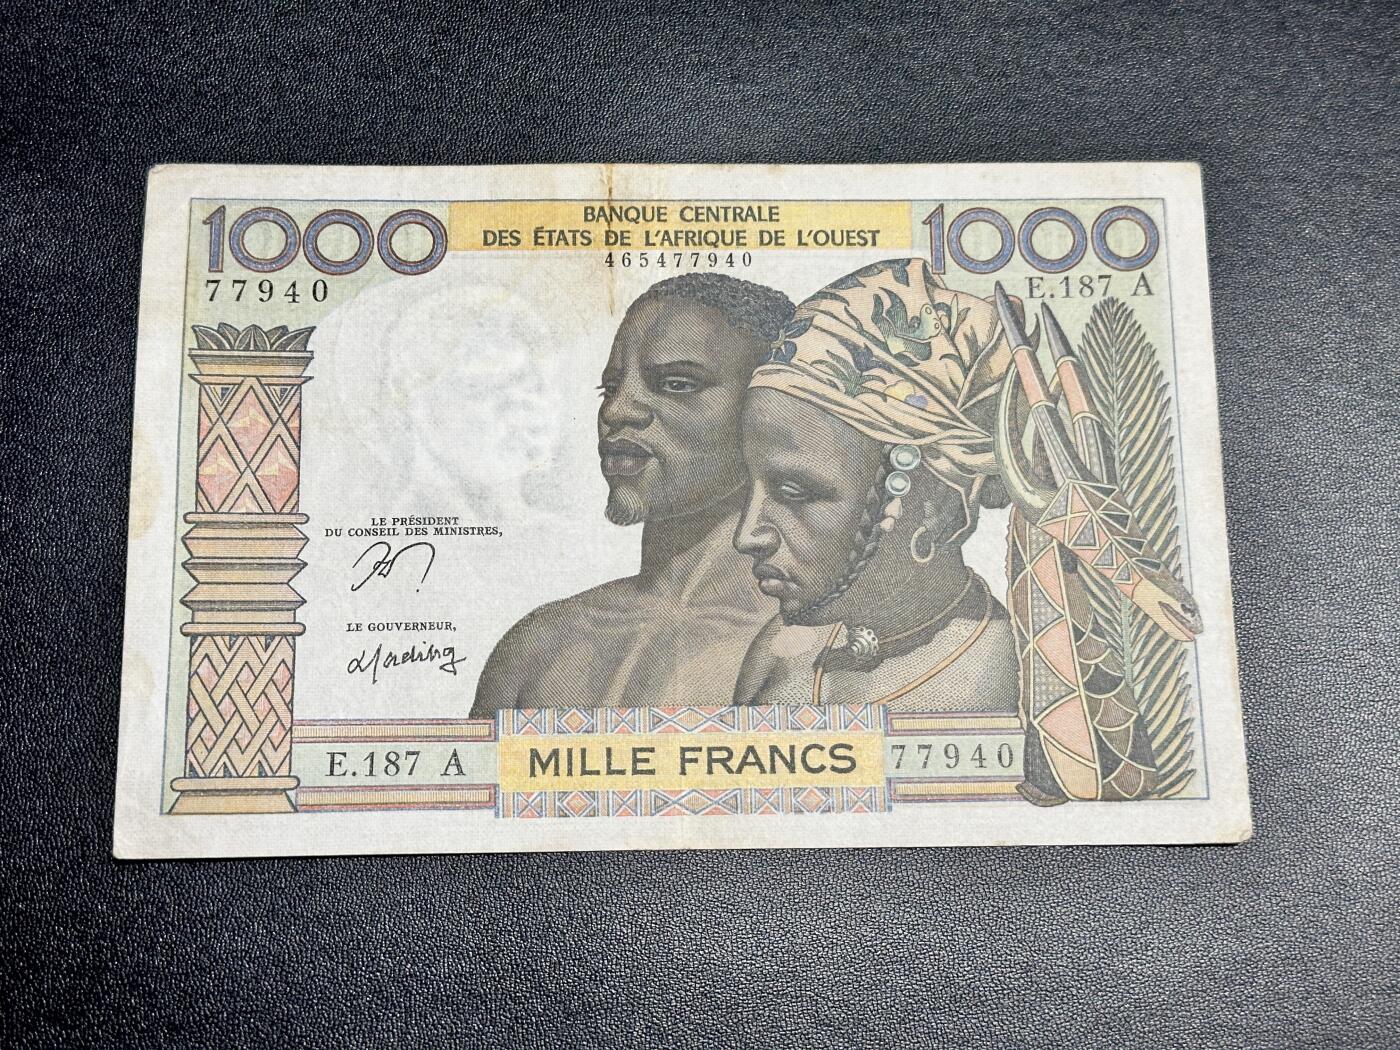 1000
BANQUE CENTRALE
DES ÉTATS DE L'AFRIQUE DE L'OUEST
1000
465477940
77940
E.187 A
LE PRÉSIDENT
DU CONSEIL DES MINISTRES,
LE GOUVERNEUR,
E.187 A
MILLE FRANCS
77940